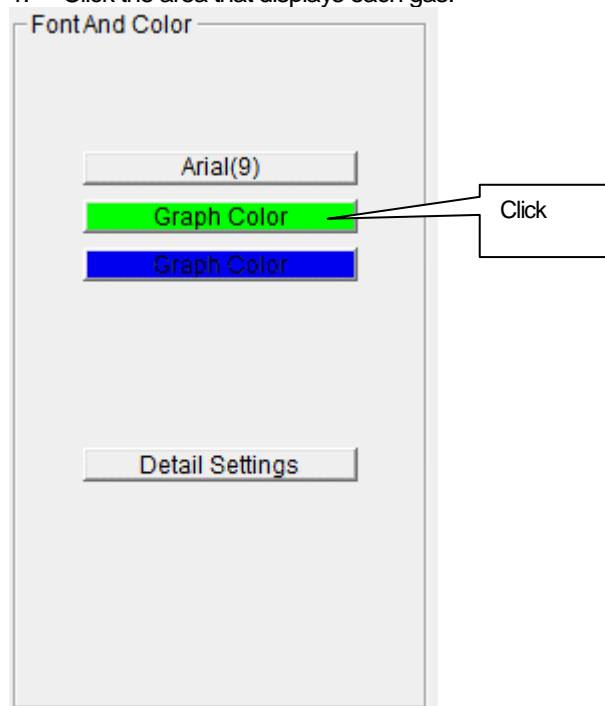 1. Click the area that displays each gas.
Font And Color
Arial(9)
Graph Color
Click
Graph Color
Detail Settings